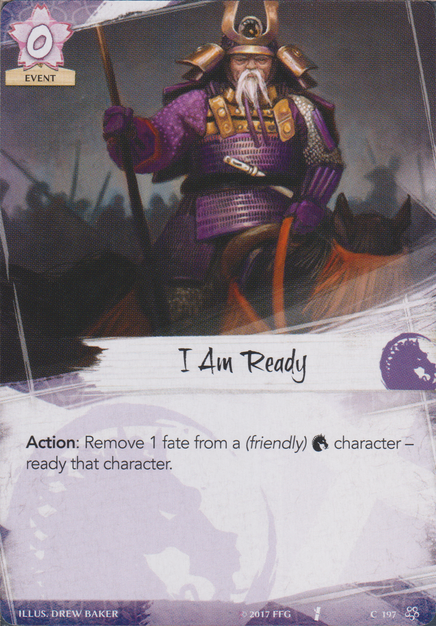 0
EVENT
I Am Ready
Action: Remove 1 fate from a (friendly) character –
ready that character.
ILLUS. DREW BAKER © 2017 FFG C 197